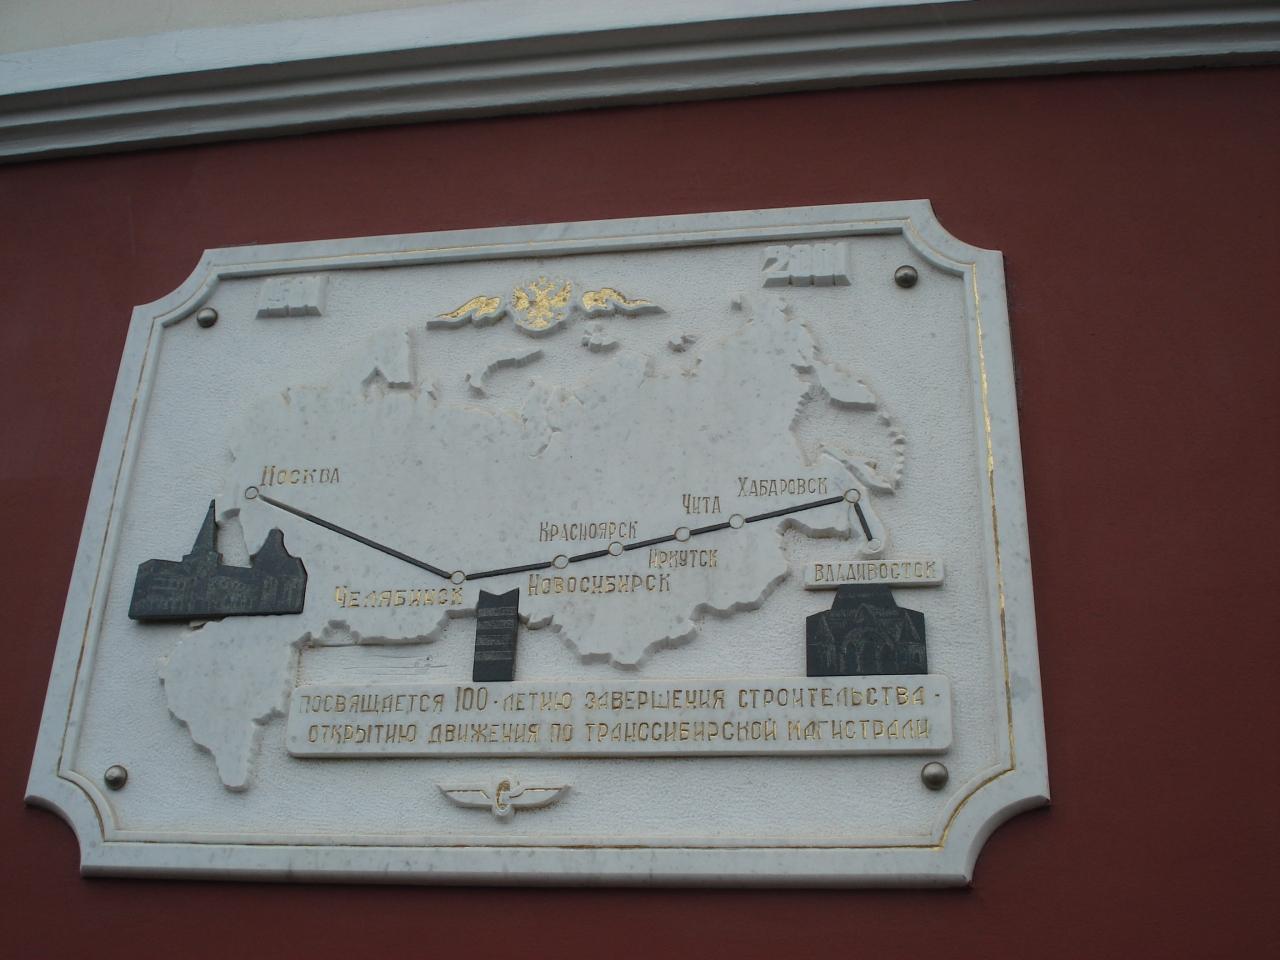 2001
Москва
Хабаровск
Чита
Красноярск
Иркутск
Владивосток
Новосибирск
Челябинск
ПОСВЯЩАЕТСЯ 100-ЛЕТИЮ ЗАВЕРШЕНИЯ СТРОИТЕЛЬСТВА-
ОТКРЫТИЮ ДВИЖЕНИЯ ПО ТРАНССИБИРСКОЙ МАГИСТРАЛИ